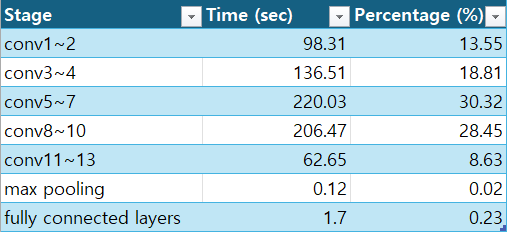 Stage Time (sec) Percentage (%)
conv1~2 98.31 13.55
conv3~4 136.51 18.81
conv5~7 220.03 30.32
conv8~10 206.47 28.45
conv11~13 62.65 8.63
max pooling 0.12 0.02
fully connected layers 1.7 0.23